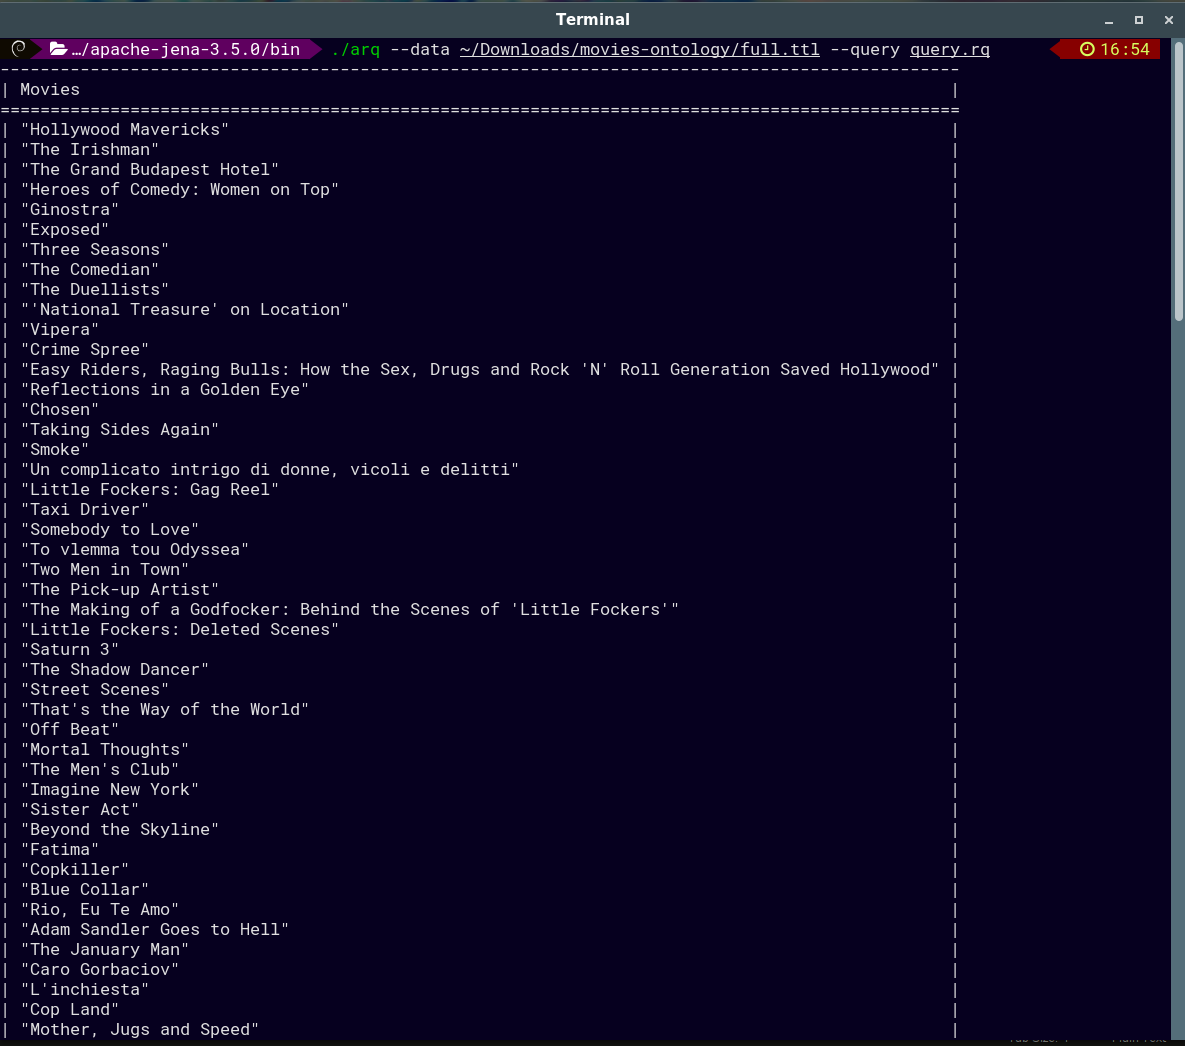 Terminal
…/apache-jena-3.5.0/bin ./arq --data ~/Downloads/movies-ontology/full.ttl --query query.rq 16:54
------------------------------------------------------------------------------------------------
| Movies |
================================================================================================
| "Hollywood Mavericks" |
| "The Irishman" |
| "The Grand Budapest Hotel" |
| "Heroes of Comedy: Women on Top" |
| "Ginostra" |
| "Exposed" |
| "Three Seasons" |
| "The Comedian" |
| "The Duellists" |
| "'National Treasure' on Location" |
| "Vipera" |
| "Crime Spree" |
| "Easy Riders, Raging Bulls: How the Sex, Drugs and Rock 'N' Roll Generation Saved Hollywood" |
| "Reflections in a Golden Eye" |
| "Chosen" |
| "Taking Sides Again" |
| "Smoke" |
| "Un complicato intrigo di donne, vicoli e delitti" |
| "Little Fockers: Gag Reel" |
| "Taxi Driver" |
| "Somebody to Love" |
| "To vlemma tou Odyssea" |
| "Two Men in Town" |
| "The Pick-up Artist" |
| "The Making of a Godfocker: Behind the Scenes of 'Little Fockers'" |
| "Little Fockers: Deleted Scenes" |
| "Saturn 3" |
| "The Shadow Dancer" |
| "Street Scenes" |
| "That's the Way of the World" |
| "Off Beat" |
| "Mortal Thoughts" |
| "The Men's Club" |
| "Imagine New York" |
| "Sister Act" |
| "Beyond the Skyline" |
| "Fatima" |
| "Copkiller" |
| "Blue Collar" |
| "Rio, Eu Te Amo" |
| "Adam Sandler Goes to Hell" |
| "The January Man" |
| "Caro Gorbaciov" |
| "L'inchiesta" |
| "Cop Land" |
| "Mother, Jugs and Speed" |